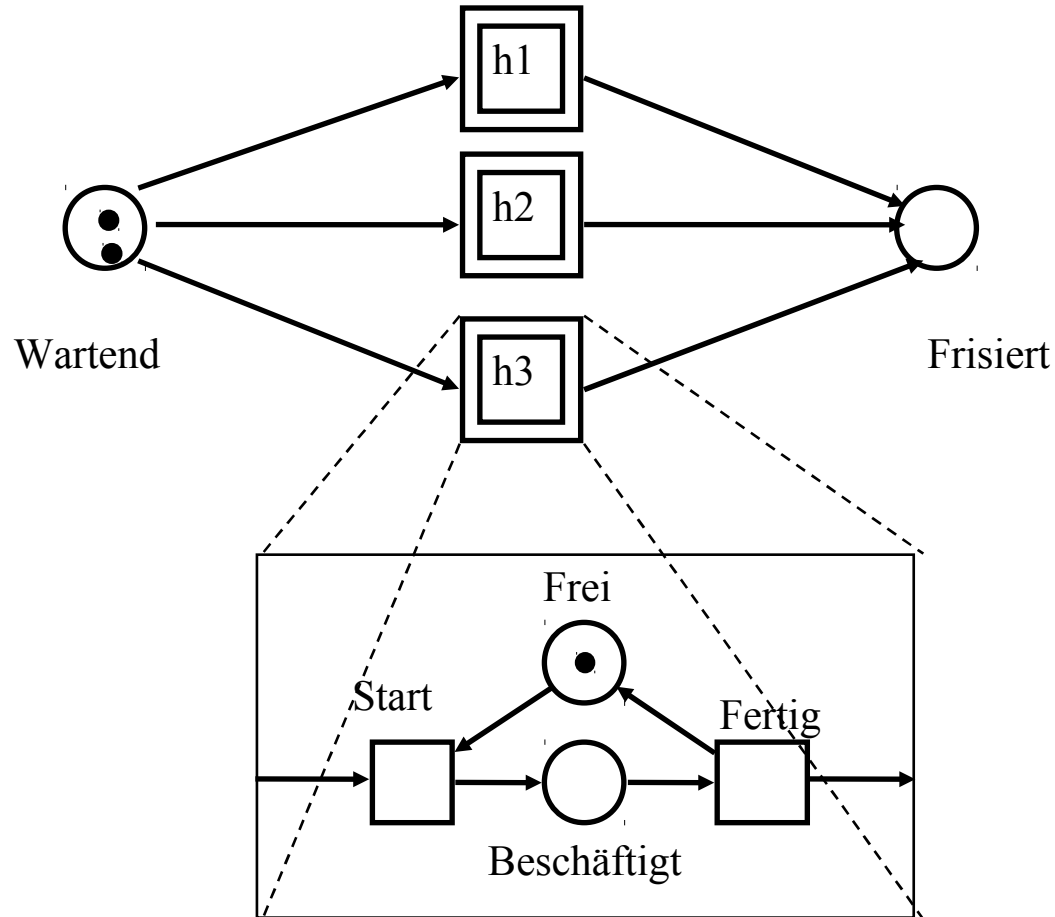 h1
h2
Wartend
h3
Frisiert
Frei
Start
Fertig
Beschäftigt